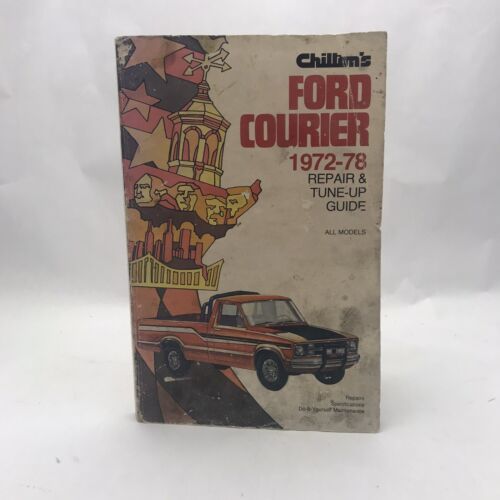 Chilton's
FORD
COURIER
1972-78
REPAIR &
TUNE-UP
GUIDE
ALL MODELS
Repairs
Specifications
Do-It-Yourself Maintenance